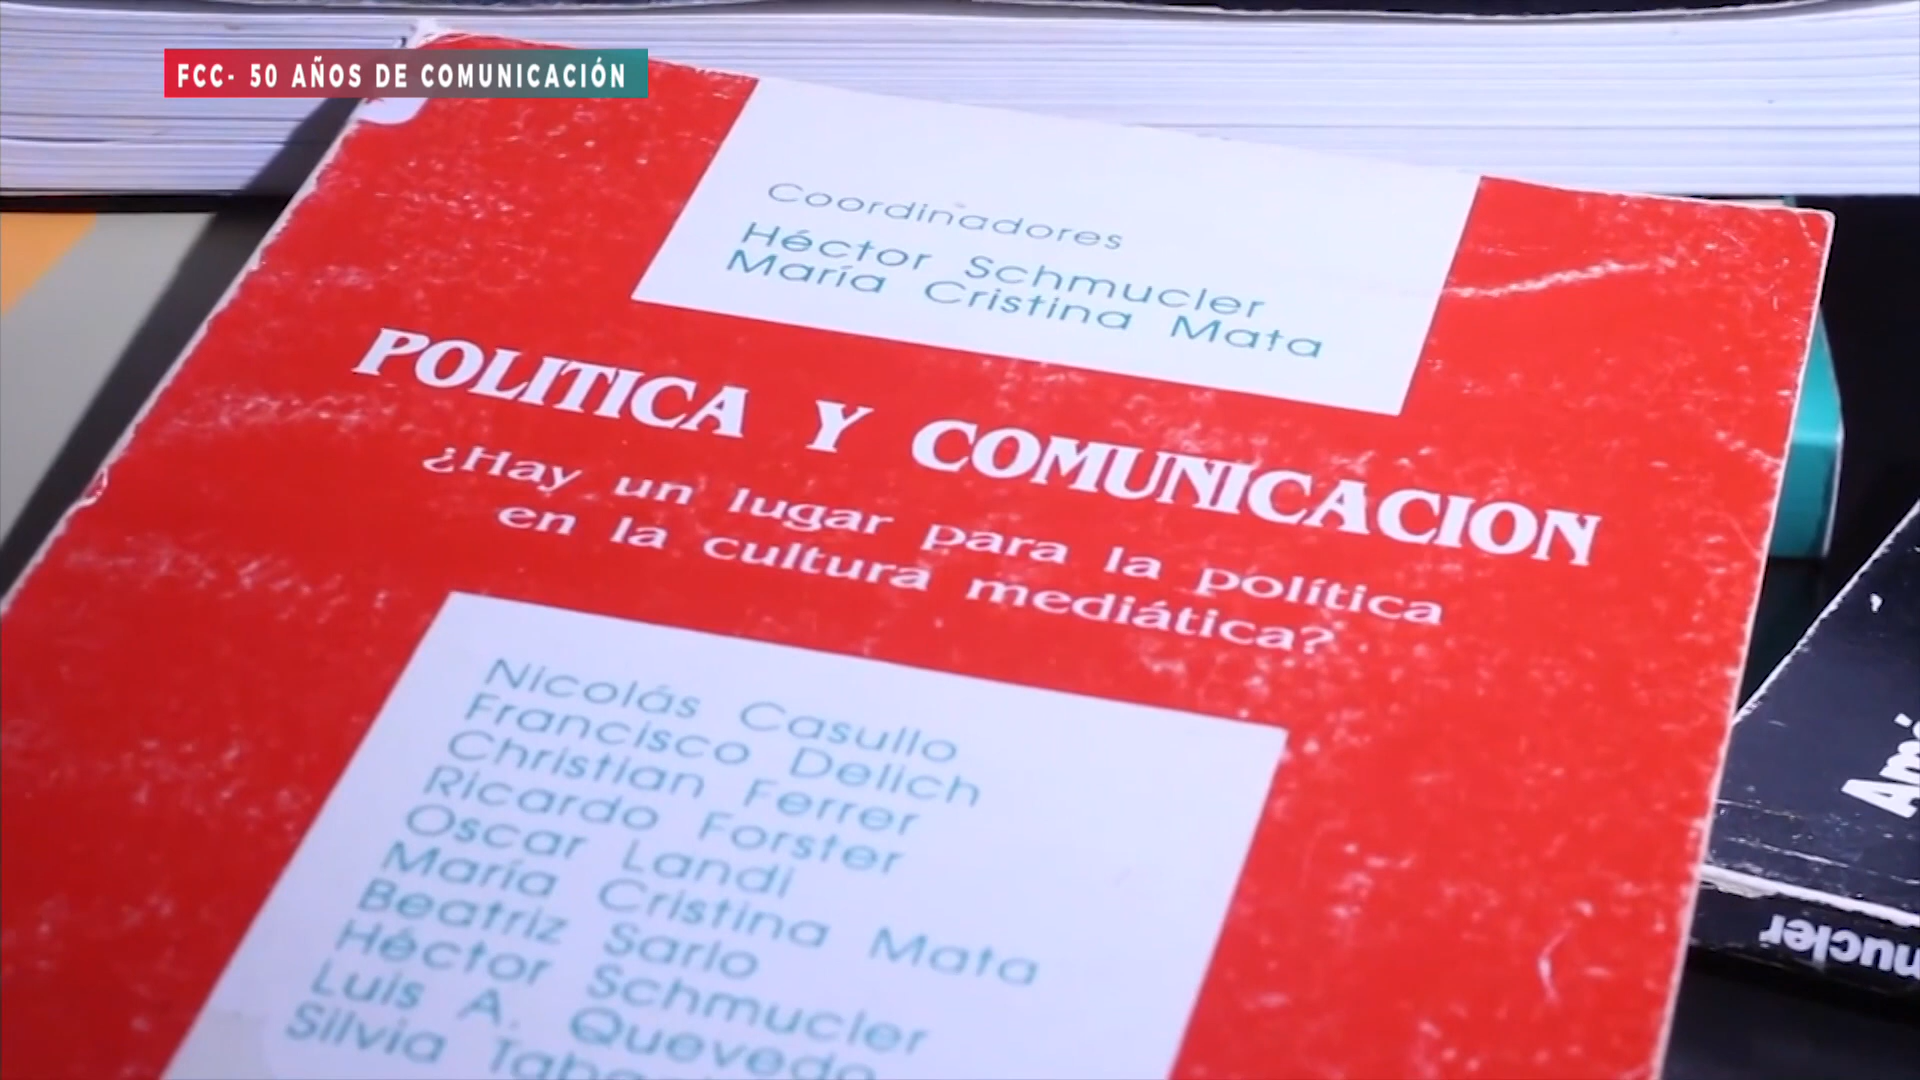 FCC- 50 AÑOS DE COMUNICACIÓN
Coordinadores
Héctor Schmucler
María Cristina Mata
POLITICA Y COMUNICACION
¿Hay un lugar para la política
en la cultura mediática?
Nicolás Casullo
Francisco Delich
Christian Ferrer
Ricardo Forster
Oscar Landi
María Cristina Mata
Beatriz Sarlo
Héctor Schmucler
Luis A. Quevedo
Silvia